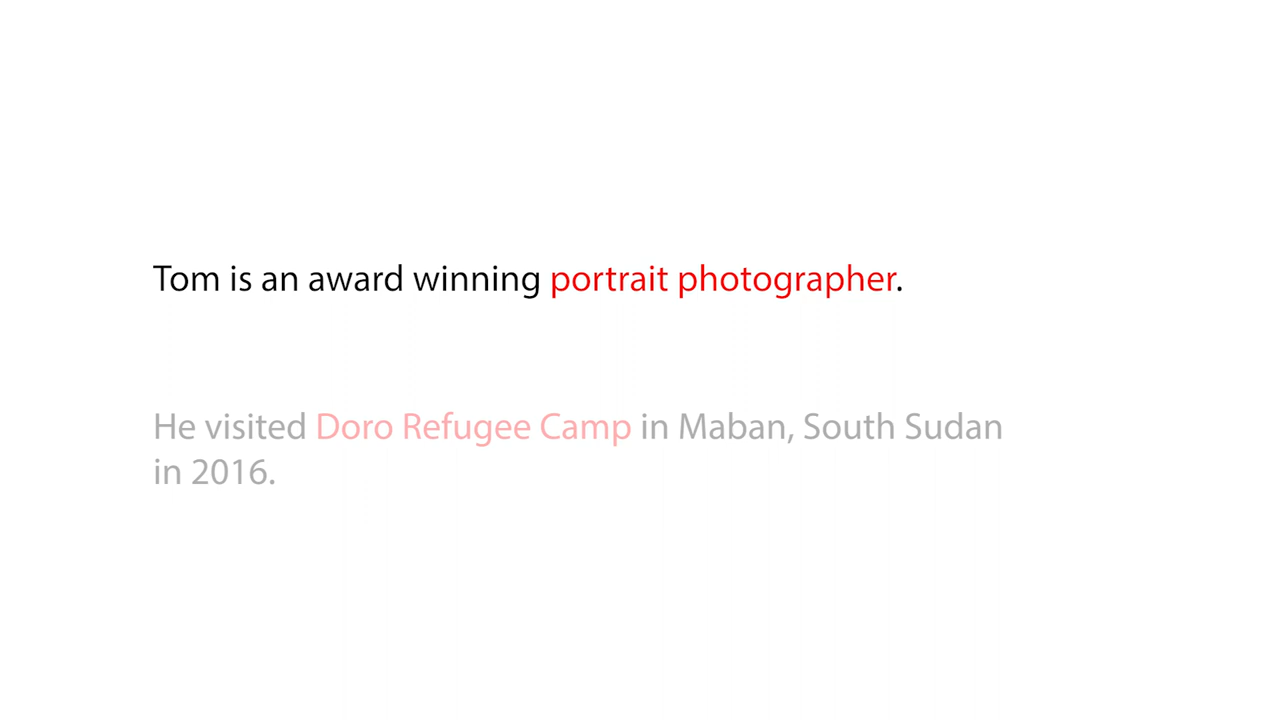 Tom is an award winning portrait photographer.
He visited Doro Refugee Camp in Maban, South Sudan
in 2016.